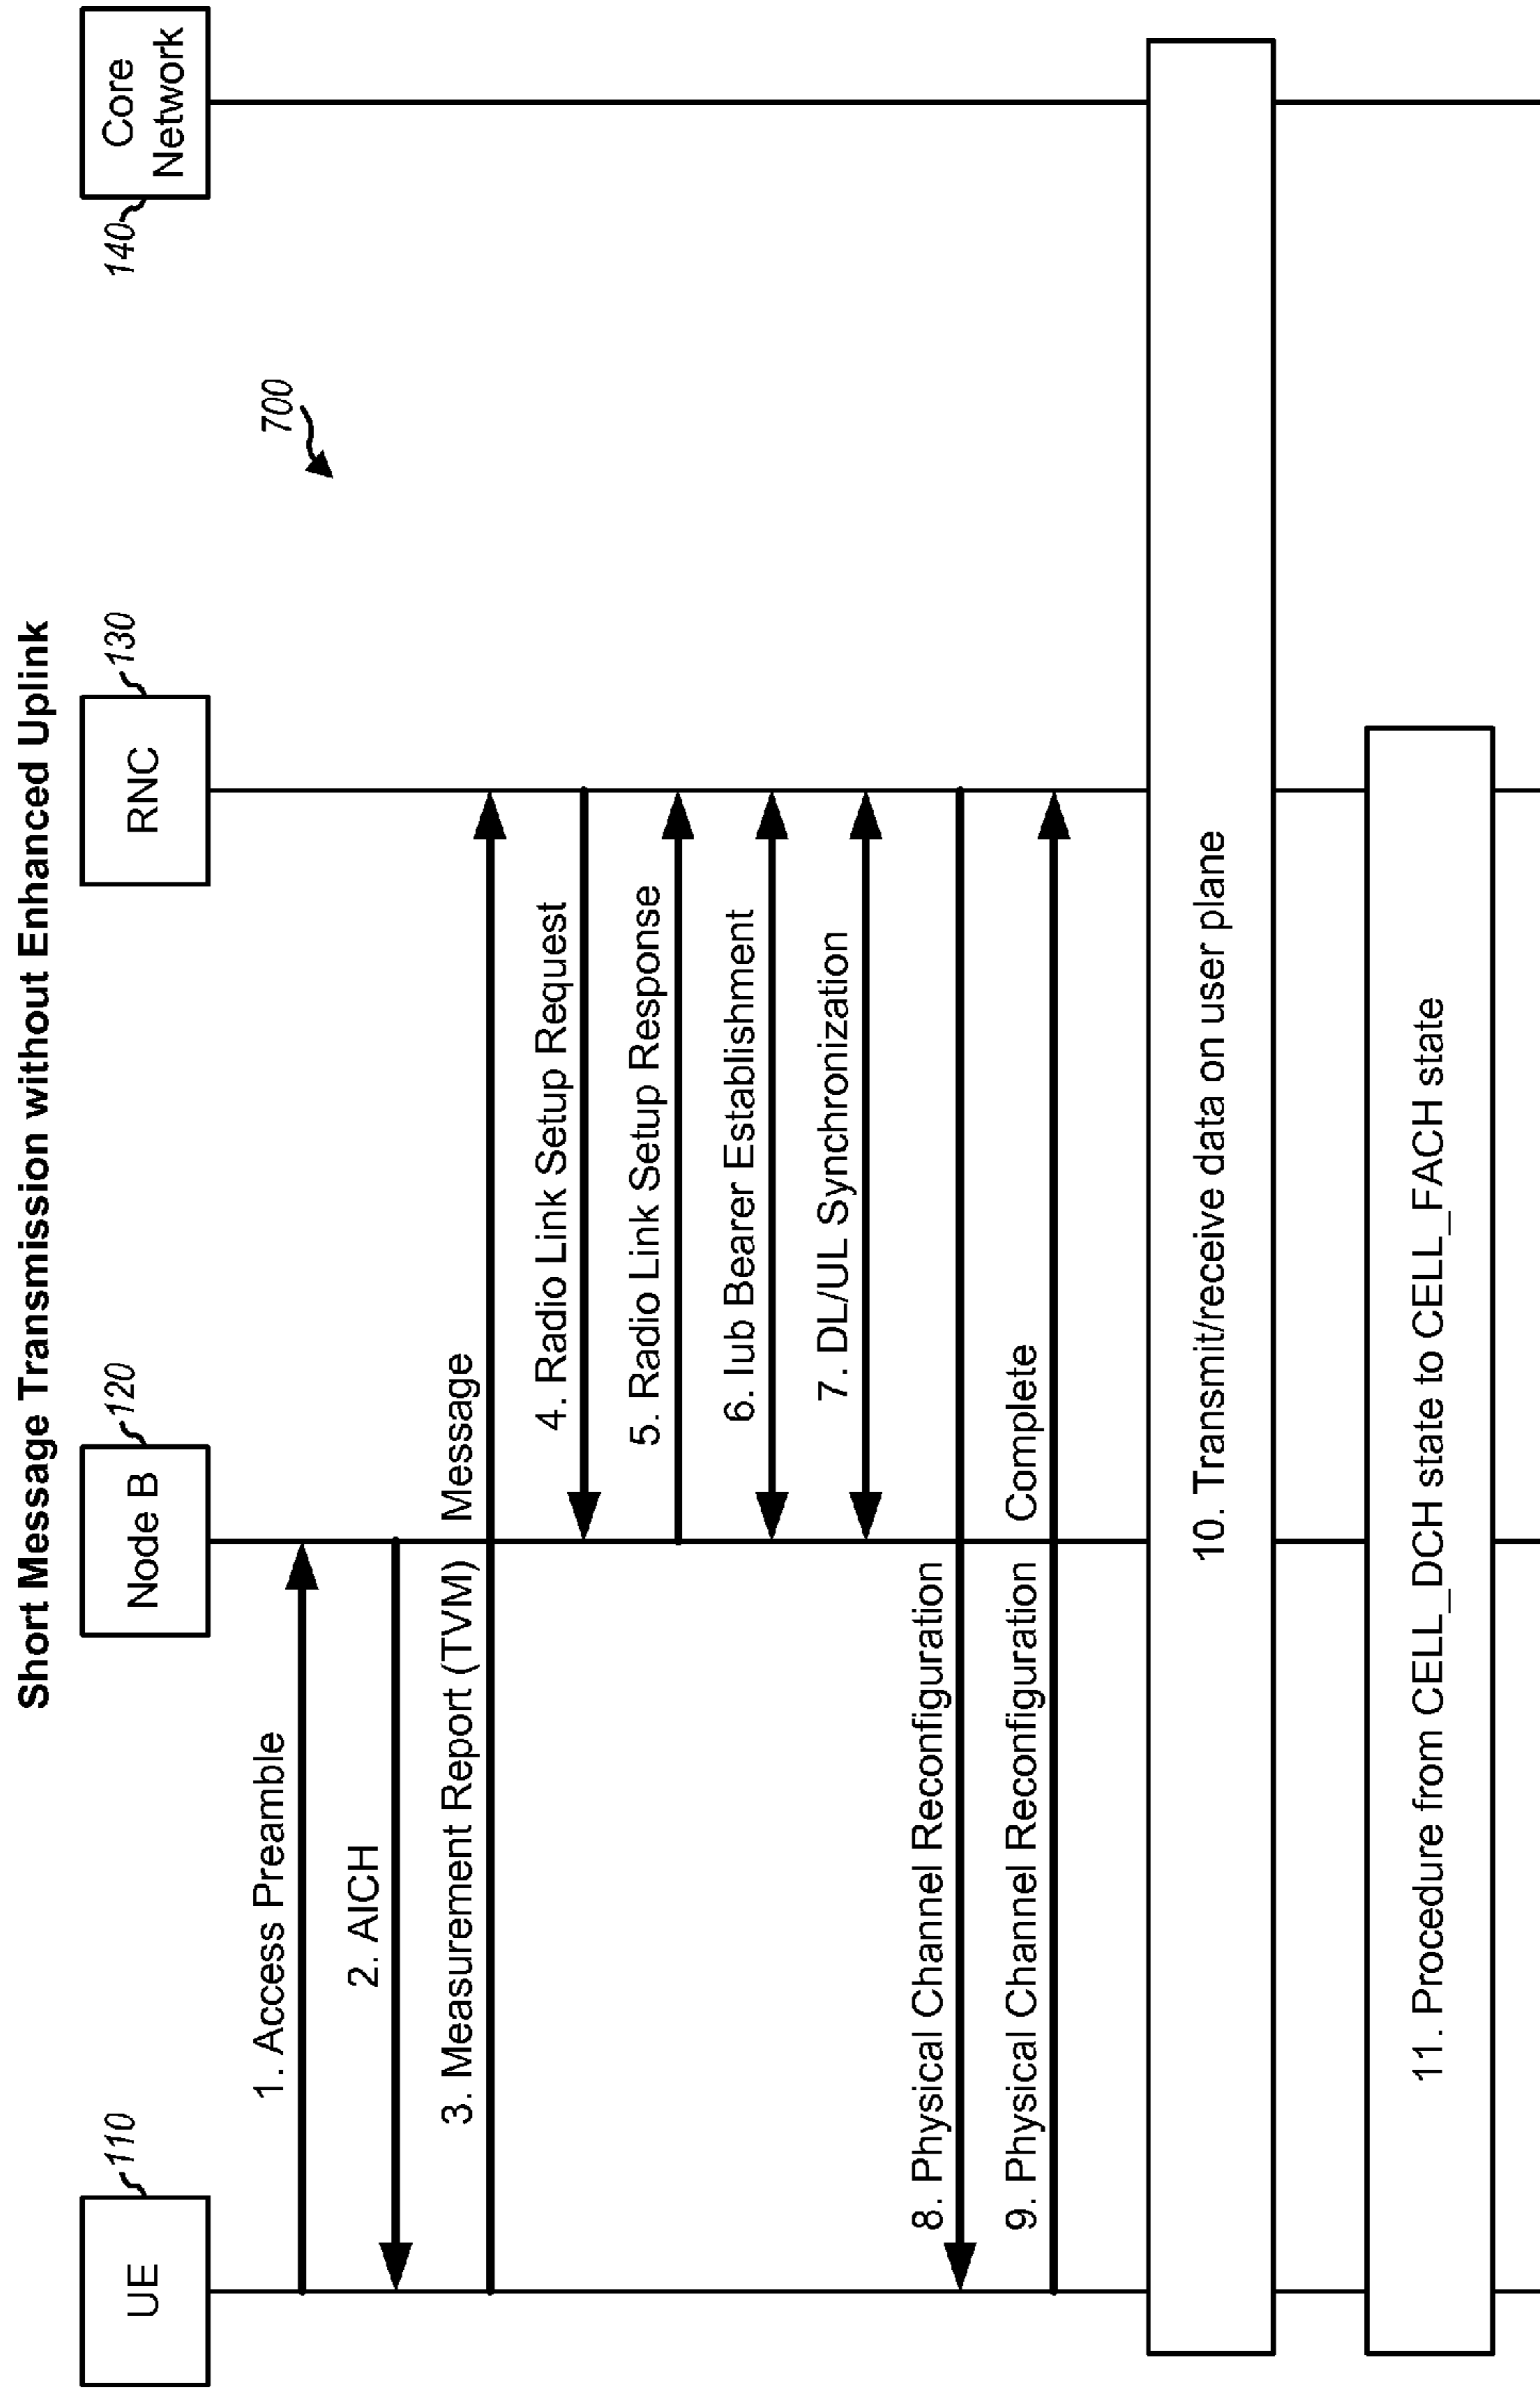 Short Message Transmission without Enhanced Uplink
UE
110
Node B
120
RNC
130
Core
Network
140
700
1. Access Preamble
2. AICH
3. Measurement Report (TVM) Message
4. Radio Link Setup Request
5. Radio Link Setup Response
6. Iub Bearer Establishment
7. DL/UL Synchronization
8. Physical Channel Reconfiguration
9. Physical Channel Reconfiguration Complete
10. Transmit/receive data on user plane
11. Procedure from CELL_DCH state to CELL_FACH state